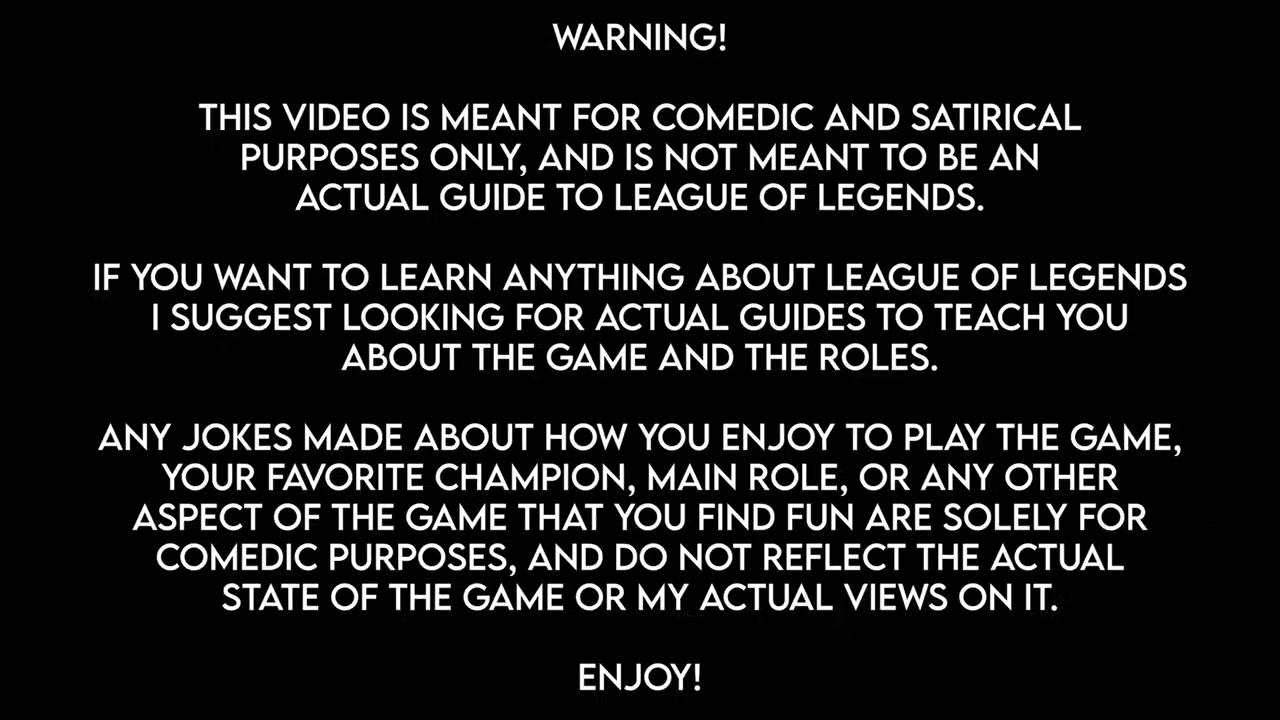 WARNING!
THIS VIDEO IS MEANT FOR COMEDIC AND SATIRICAL
PURPOSES ONLY, AND IS NOT MEANT TO BE AN
ACTUAL GUIDE TO LEAGUE OF LEGENDS.
IF YOU WANT TO LEARN ANYTHING ABOUT LEAGUE OF LEGENDS
I SUGGEST LOOKING FOR ACTUAL GUIDES TO TEACH YOU
ABOUT THE GAME AND THE ROLES.
ANY JOKES MADE ABOUT HOW YOU ENJOY TO PLAY THE GAME,
YOUR FAVORITE CHAMPION, MAIN ROLE, OR ANY OTHER
ASPECT OF THE GAME THAT YOU FIND FUN ARE SOLELY FOR
COMEDIC PURPOSES, AND DO NOT REFLECT THE ACTUAL
STATE OF THE GAME OR MY ACTUAL VIEWS ON IT.
ENJOY!